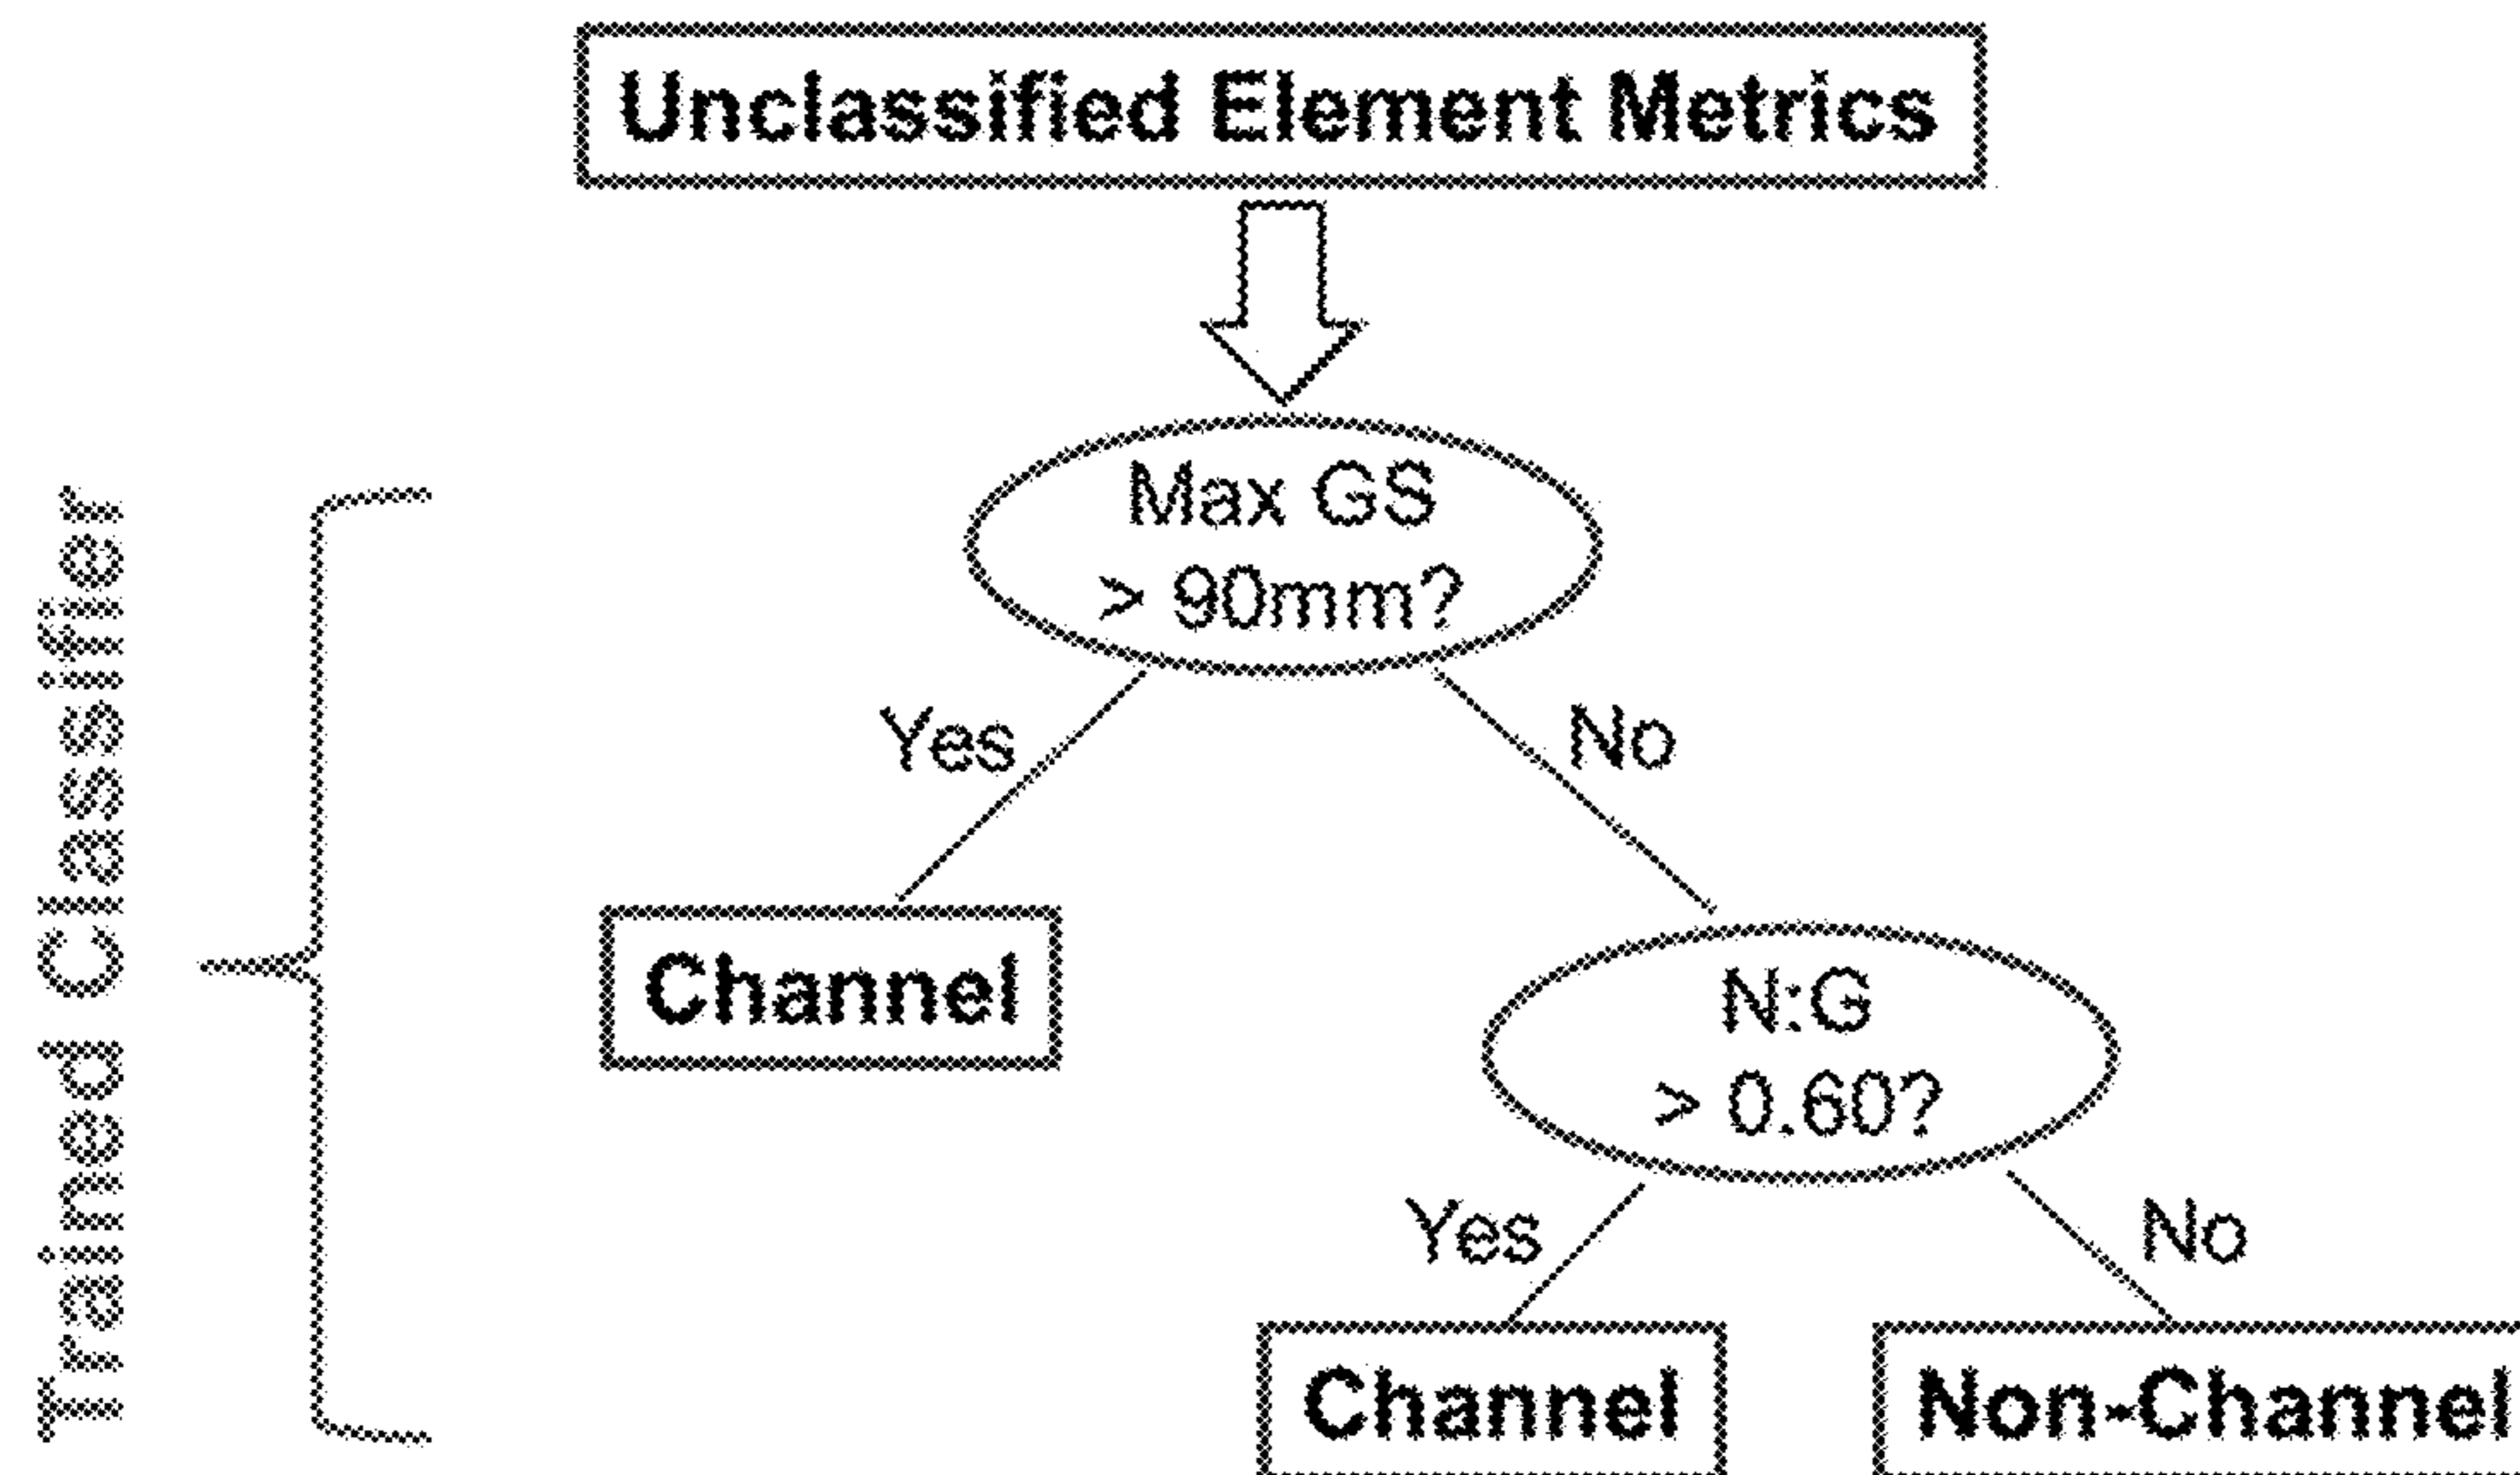 Unclassified Element Metrics
Trained Classifier
Max GS
> 90mm?
Yes
No
Channel
N:G
> 0.60?
Yes
No
Channel
Non-Channel